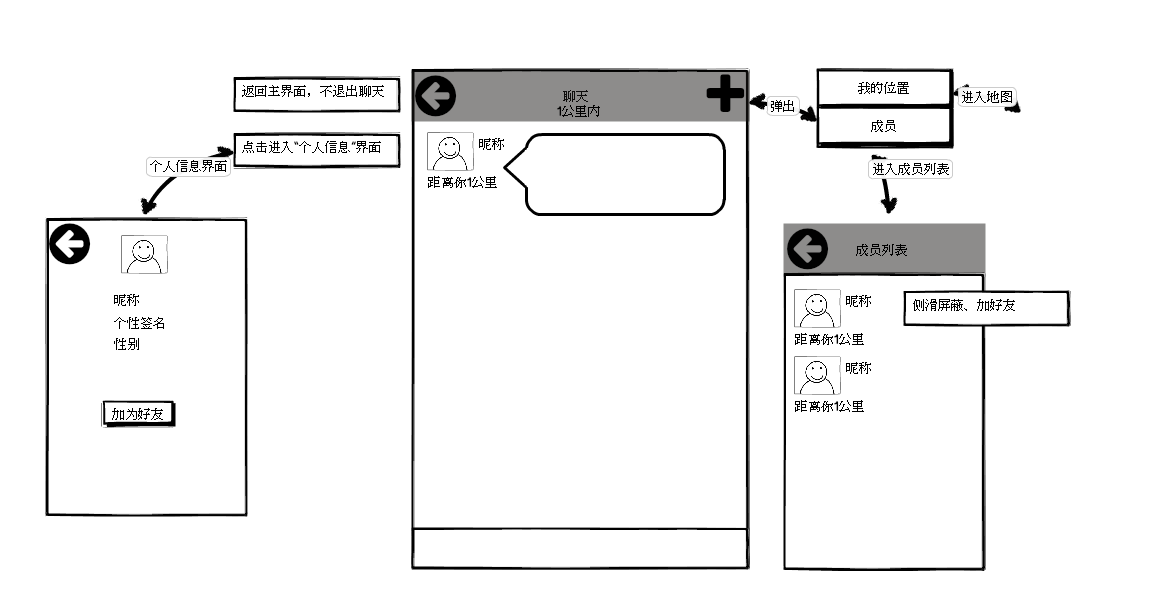 返回主界面，不退出聊天
点击进入“个人信息”界面
个人信息界面
昵称
个性签名
性别
加为好友
聊天
1公里内
昵称
距离你1公里
弹出
我的位置
成员
进入地图
进入成员列表
成员列表
昵称
距离你1公里
昵称
距离你1公里
侧滑屏蔽、加好友